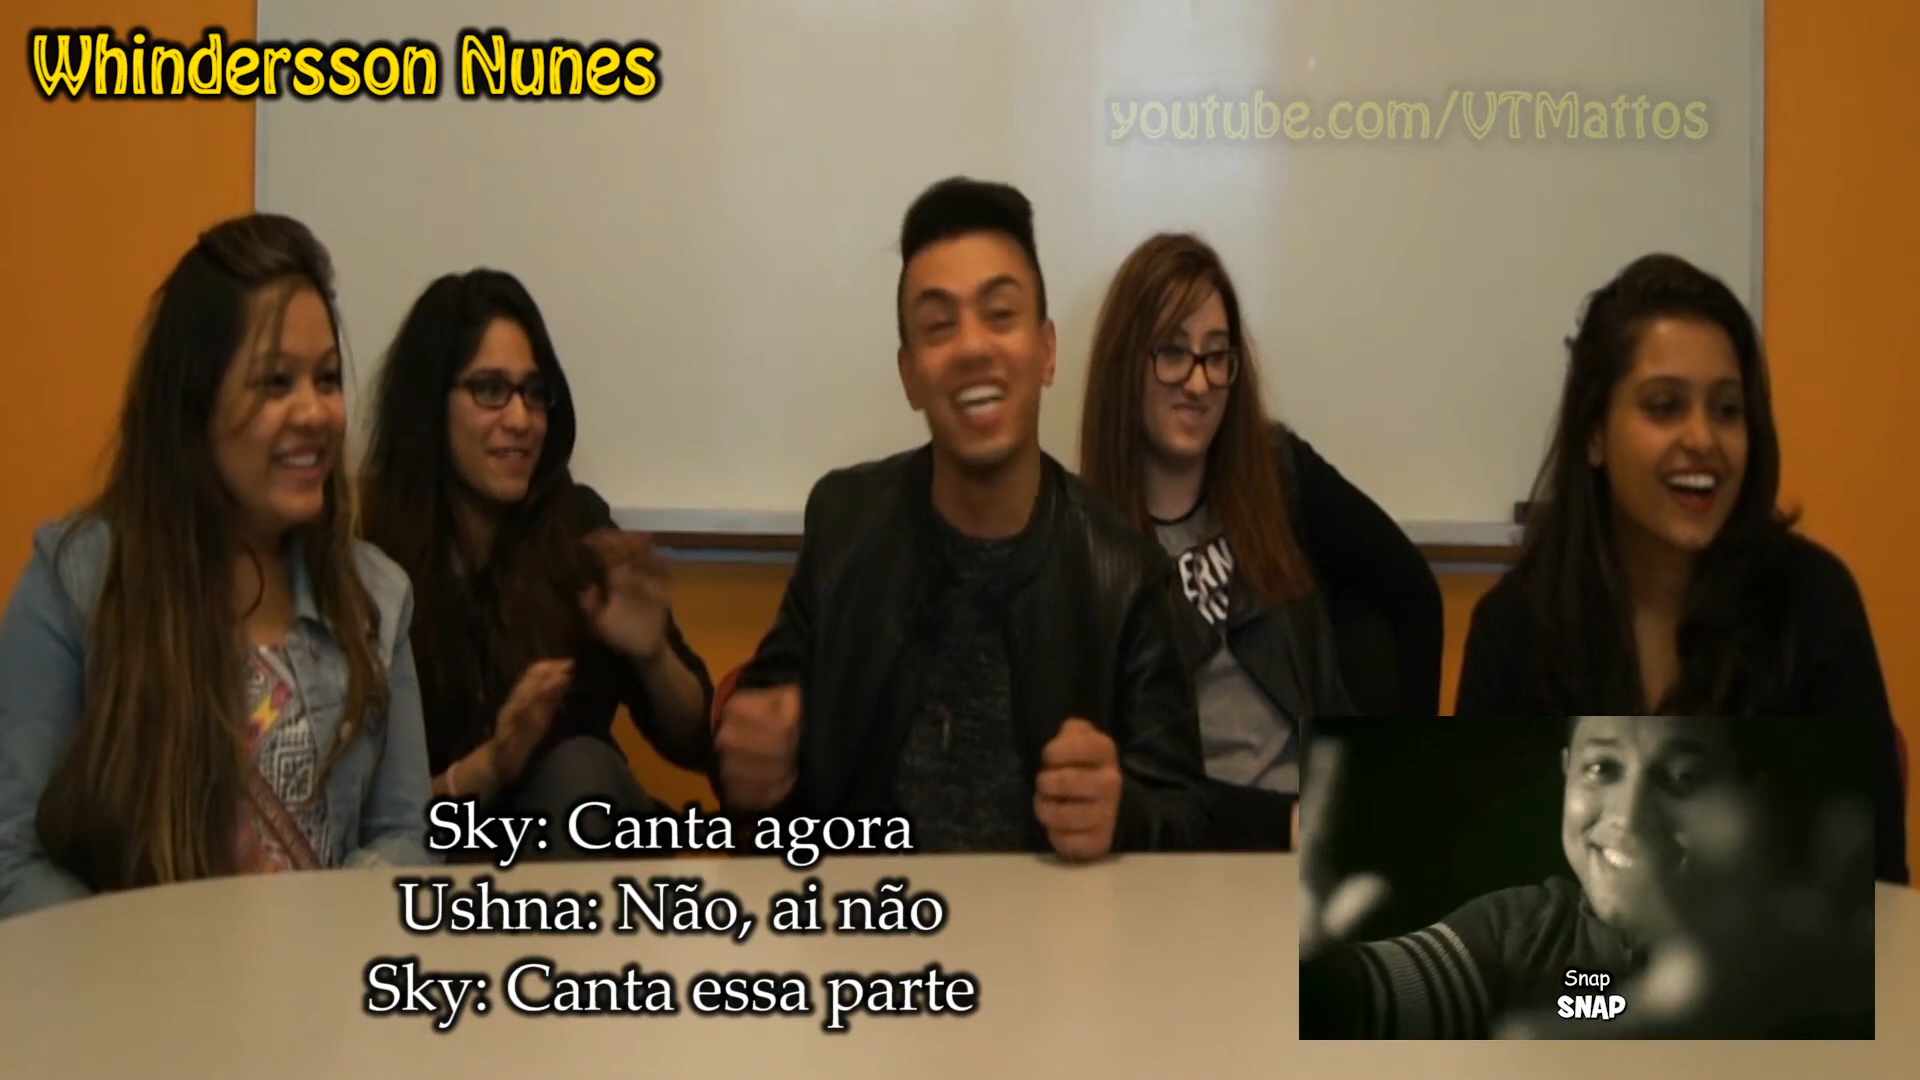 Whindersson Nunes
youtube.com/VTMattos
Sky: Canta agora
Ushna: Não, ai não
Sky: Canta essa parte
Snap
SNAP